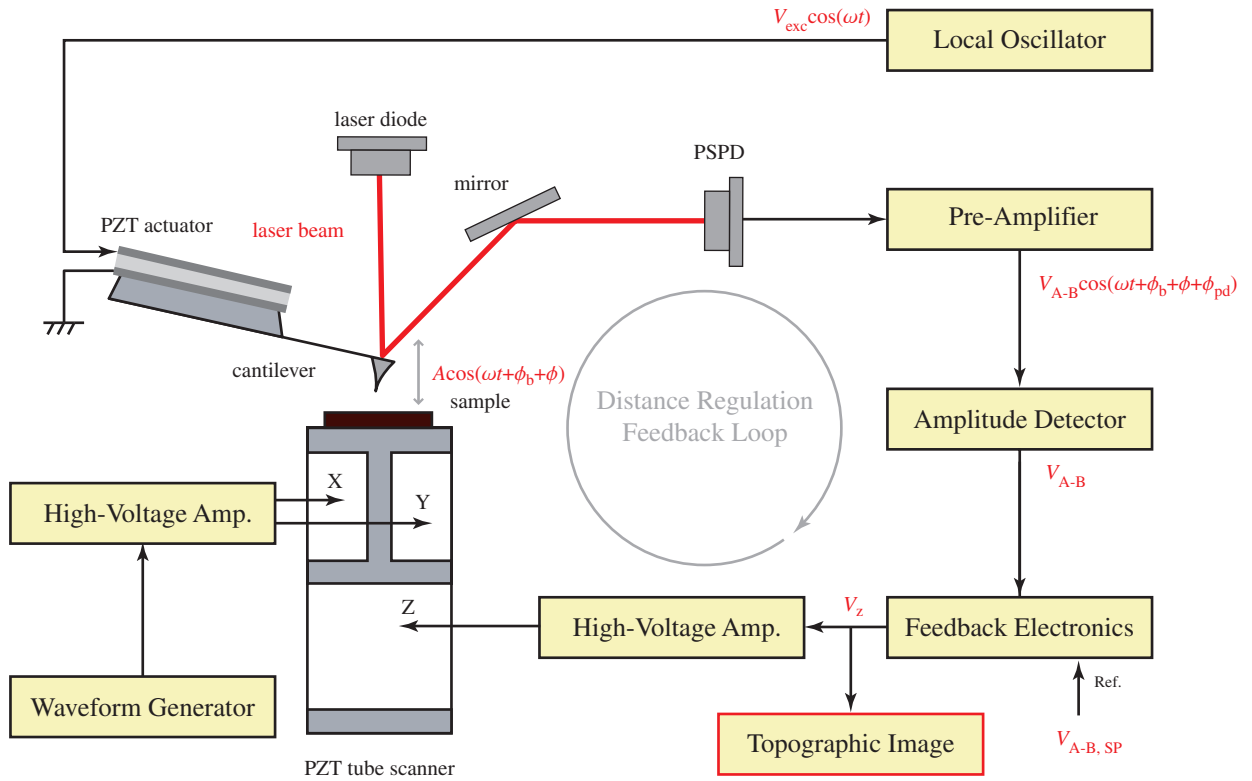 V_exc cos(ωt)
Local Oscillator
laser diode
PSPD
mirror
PZT actuator
laser beam
Pre-Amplifier
V_A-B cos(ωt+ϕ_b+ϕ+ϕ_pd)
cantilever
Acos(ωt+ϕ_b+ϕ)
sample
Distance Regulation
Feedback Loop
Amplitude Detector
V_A-B
X
Y
High-Voltage Amp.
Z
High-Voltage Amp.
V_z
Feedback Electronics
Ref.
Waveform Generator
Topographic Image
V_A-B, SP
PZT tube scanner